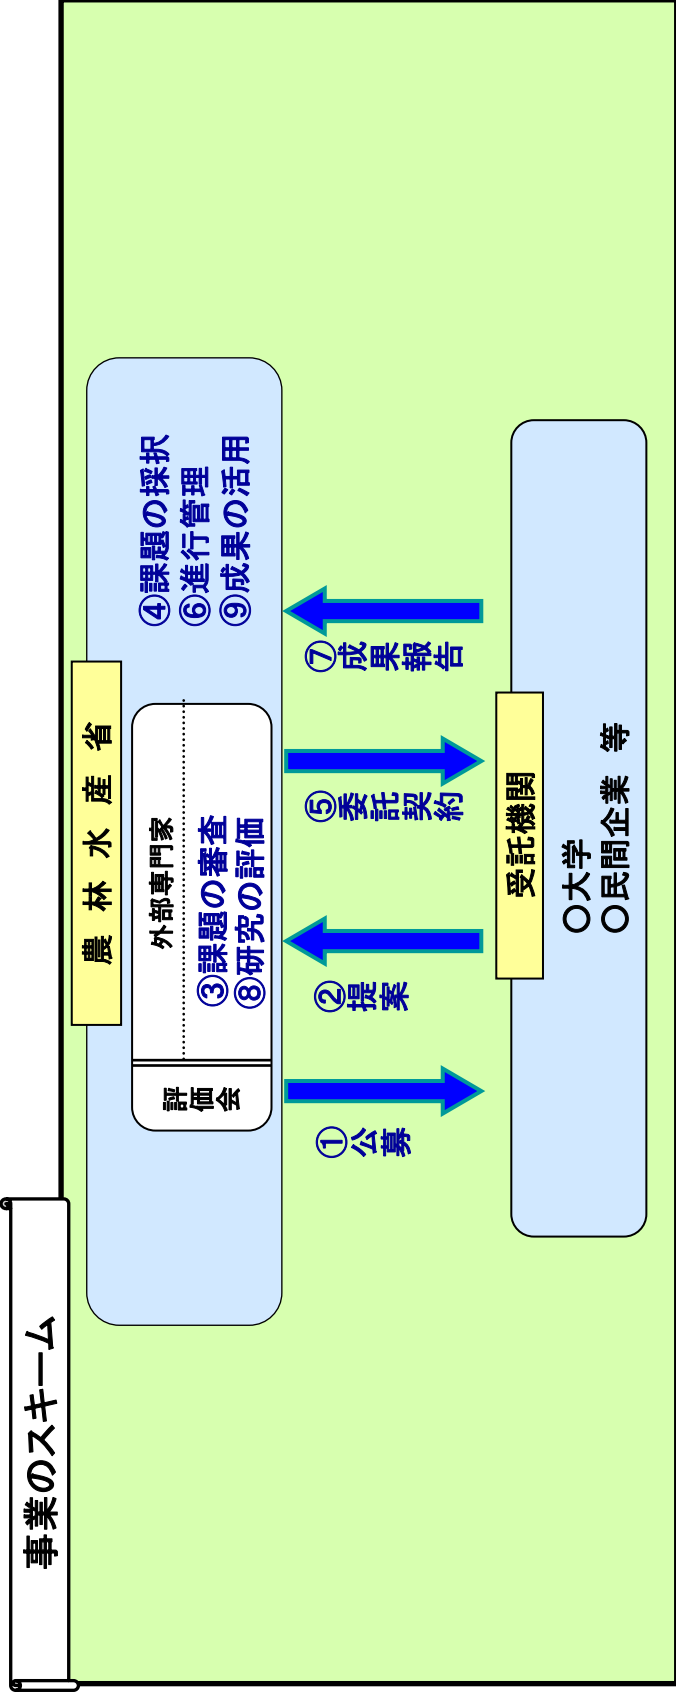 事業のスキーム
農林水産省
評価会
外部専門家
③課題の審査
⑧研究の評価
④課題の採択
⑥進行管理
⑨成果の活用
①公募
②提案
⑤委託契約
⑦成果報告
受託機関
〇大学
〇民間企業 等